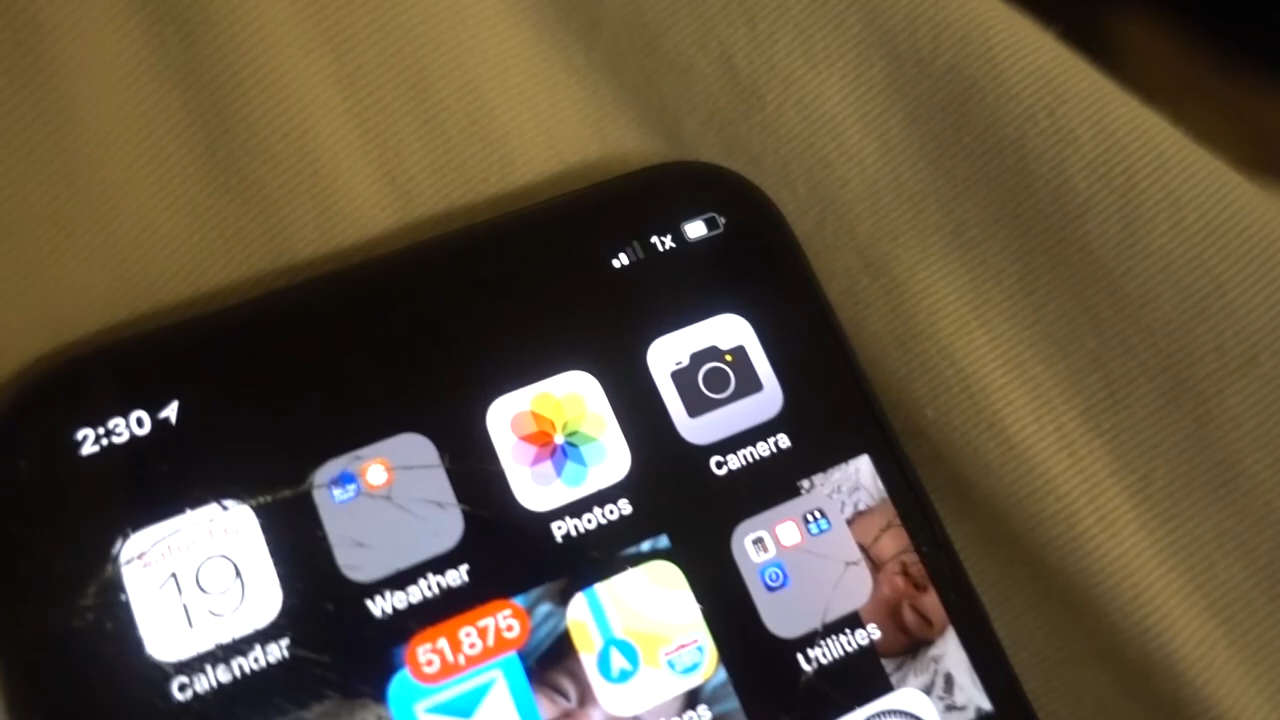 2:30
1x
19
Calendar
Weather
Photos
Camera
51,875
Utilities